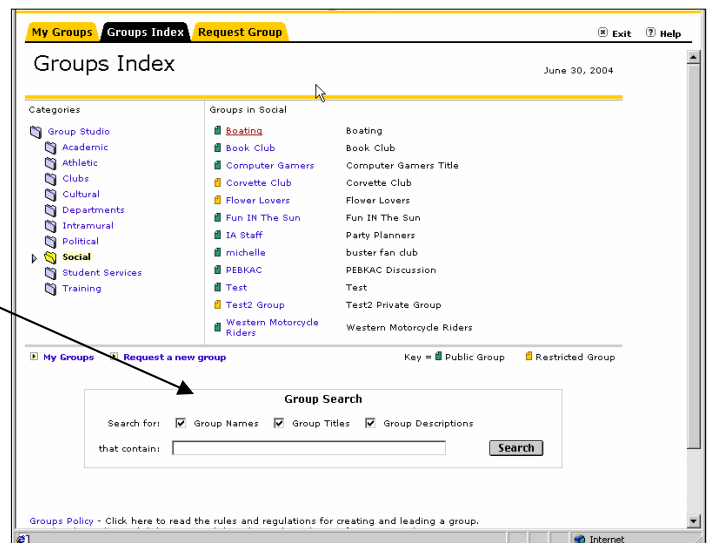 My Groups Groups Index Request Group Exit Help
Groups Index
June 30, 2004
Categories
Group Studio
Academic
Athletic
Clubs
Cultural
Departments
Intramural
Political
Social
Student Services
Training
Groups in Social
Boating Boating
Book Club Book Club
Computer Gamers Computer Gamers Title
Corvette Club Corvette Club
Flower Lovers Flower Lovers
Fun IN The Sun Fun IN The Sun
IA Staff Party Planners
michelle buster fan club
PEBKAC PEBKAC Discussion
Test Test
Test2 Group Test2 Private Group
Western Motorcycle
Riders Western Motorcycle Riders
My Groups Request a new group Key = Public Group Restricted Group
Group Search
Search for: Group Names Group Titles Group Descriptions
that contain: Search
Groups Policy - Click here to read the rules and regulations for creating and leading a group.
Internet